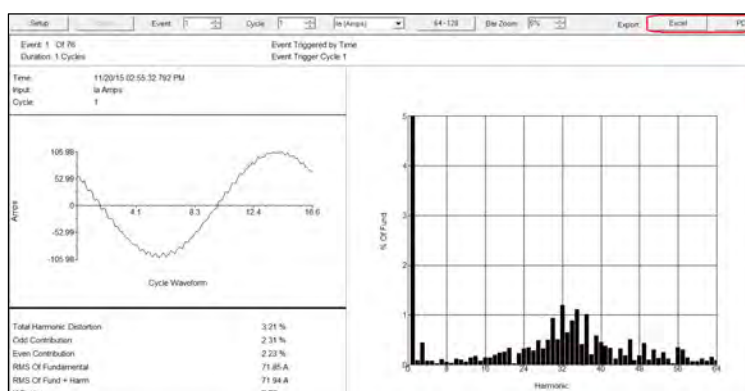 Setup Event: 1 Cycle: 1 Ia (Amps) 64-128 Bar Zoom: 5% Export: Excel
Event: 1 Of 76 Event Triggered by Time
Duration: 1 Cycles Event Trigger Cycle 1
Time: 11/20/15 02:55:32.792 PM
Input: Ia Amps
Cycle: 1
105.98
52.99
0
-52.99
-105.98
4.1 8.3 12.4 16.6
Amps
Cycle Waveform
5
4
3
2
1
0
% Of Fund
0 8 16 24 32 40 48 56 64
Harmonic
Total Harmonic Distortion 3.21 %
Odd Contribution 2.31 %
Even Contribution 2.23 %
RMS Of Fundamental 71.85 A
RMS Of Fund + Harm 71.94 A